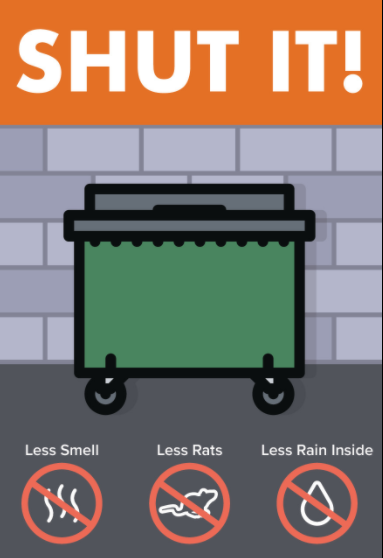 SHUT IT!
Less Smell
Less Rats
Less Rain Inside